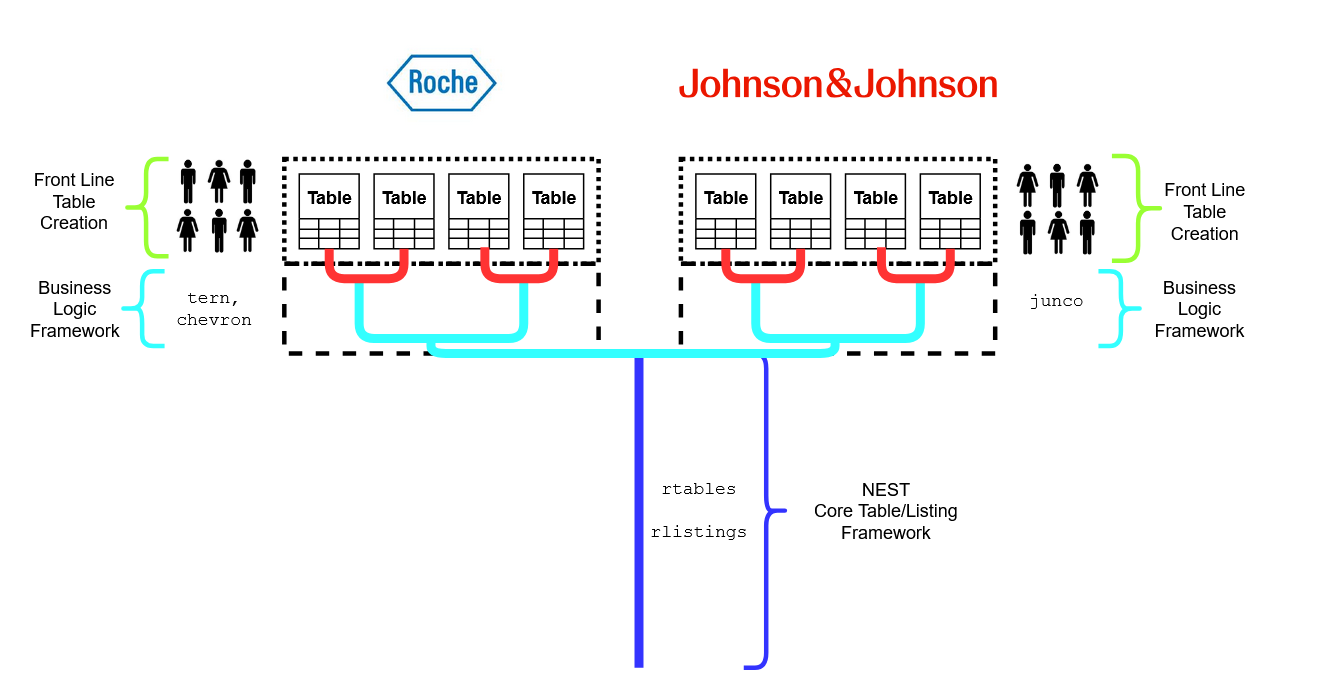 Roche
Johnson&Johnson
Front Line
Table
Creation
Table
Table
Table
Table
Table
Table
Table
Table
Front Line
Table
Creation
Business
Logic
Framework
tern,
chevron
junco
Business
Logic
Framework
rtables
rlistings
NEST
Core Table/Listing
Framework